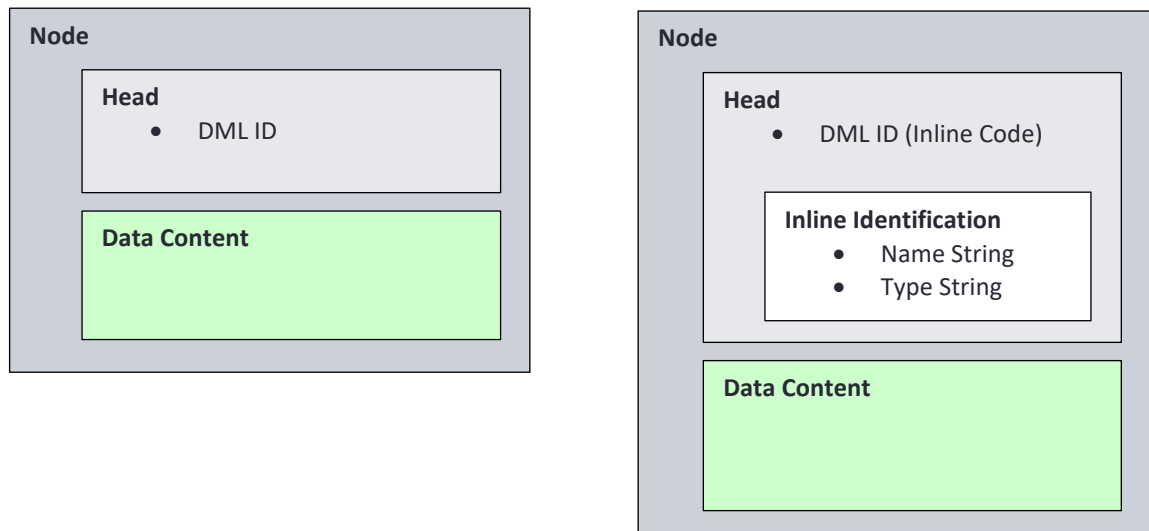 Node
Head
• DML ID
Data Content
Node
Head
• DML ID (Inline Code)
Inline Identification
• Name String
• Type String
Data Content